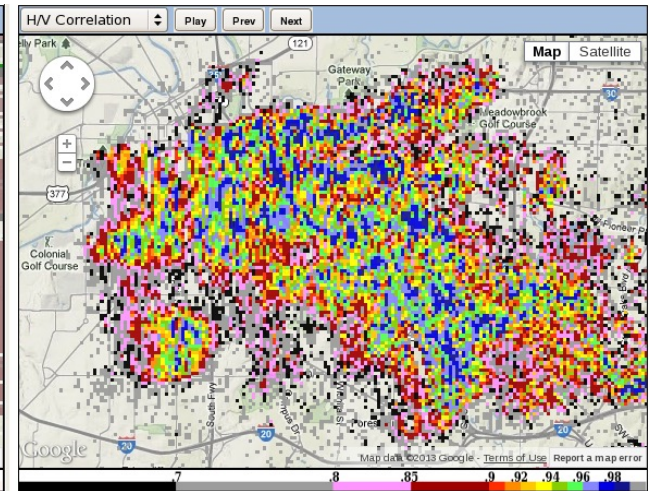 H/V Correlation Play Prev Next
elly Park 121 Map Satellite
Gateway
Park
30
Meadowbrook
Golf Course
377
Pioneer P
Colonial
Golf Course
South Fwy
20 20 20
Google Map data ©2013 Google - Terms of Use Report a map error
.7 .8 .85 .9 .92 .94 .96 .98